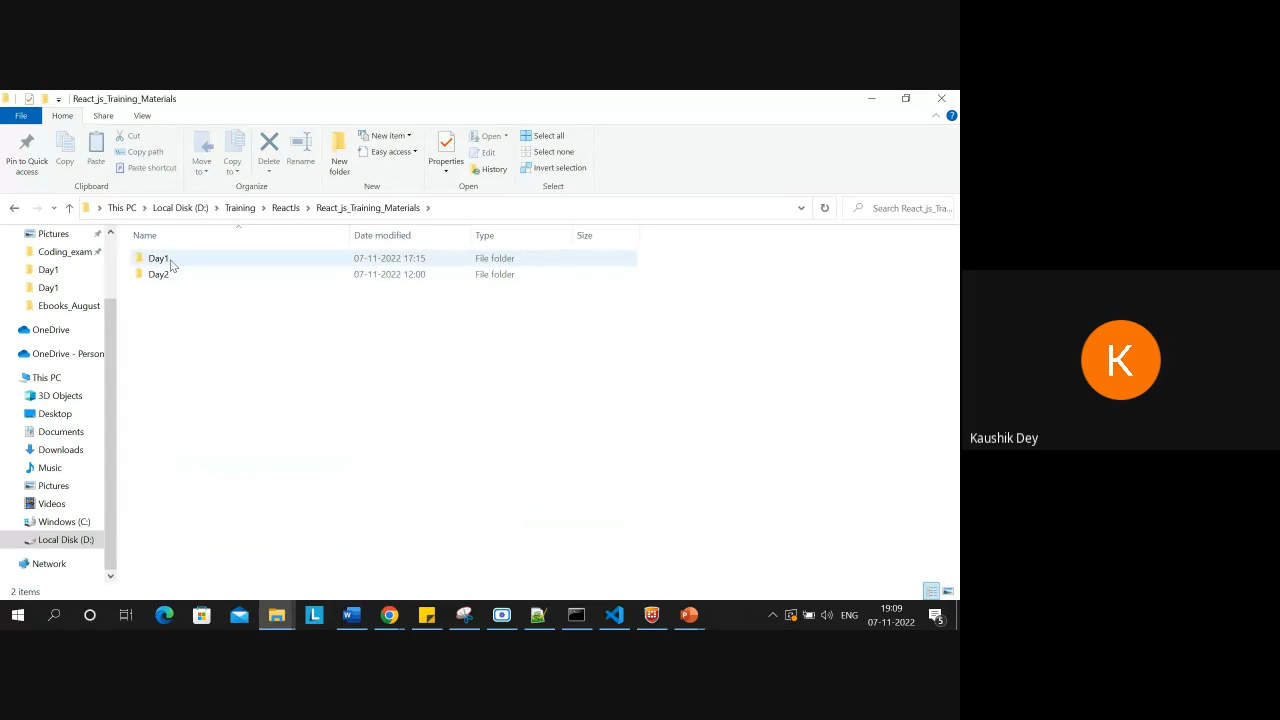 React_js_Training_Materials
File Home Share View
Pin to Quick access
Copy
Paste
Cut
Copy path
Paste shortcut
Clipboard
Move to
Copy to
Delete
Rename
Organize
New folder
New item
Easy access
New
Properties
Open
Edit
History
Open
Select all
Select none
Invert selection
Select
This PC > Local Disk (D:) > Training > ReactJs > React_js_Training_Materials >
Search React_js_Tra...
Name Date modified Type Size
Day1 07-11-2022 17:15 File folder
Day2 07-11-2022 12:00 File folder
Pictures
Coding_exam
Day1
Day1
Ebooks_August
OneDrive
OneDrive - Person
This PC
3D Objects
Desktop
Documents
Downloads
Music
Pictures
Videos
Windows (C:)
Local Disk (D:)
Network
2 items
L
ENG
19:09
07-11-2022
5
K
Kaushik Dey